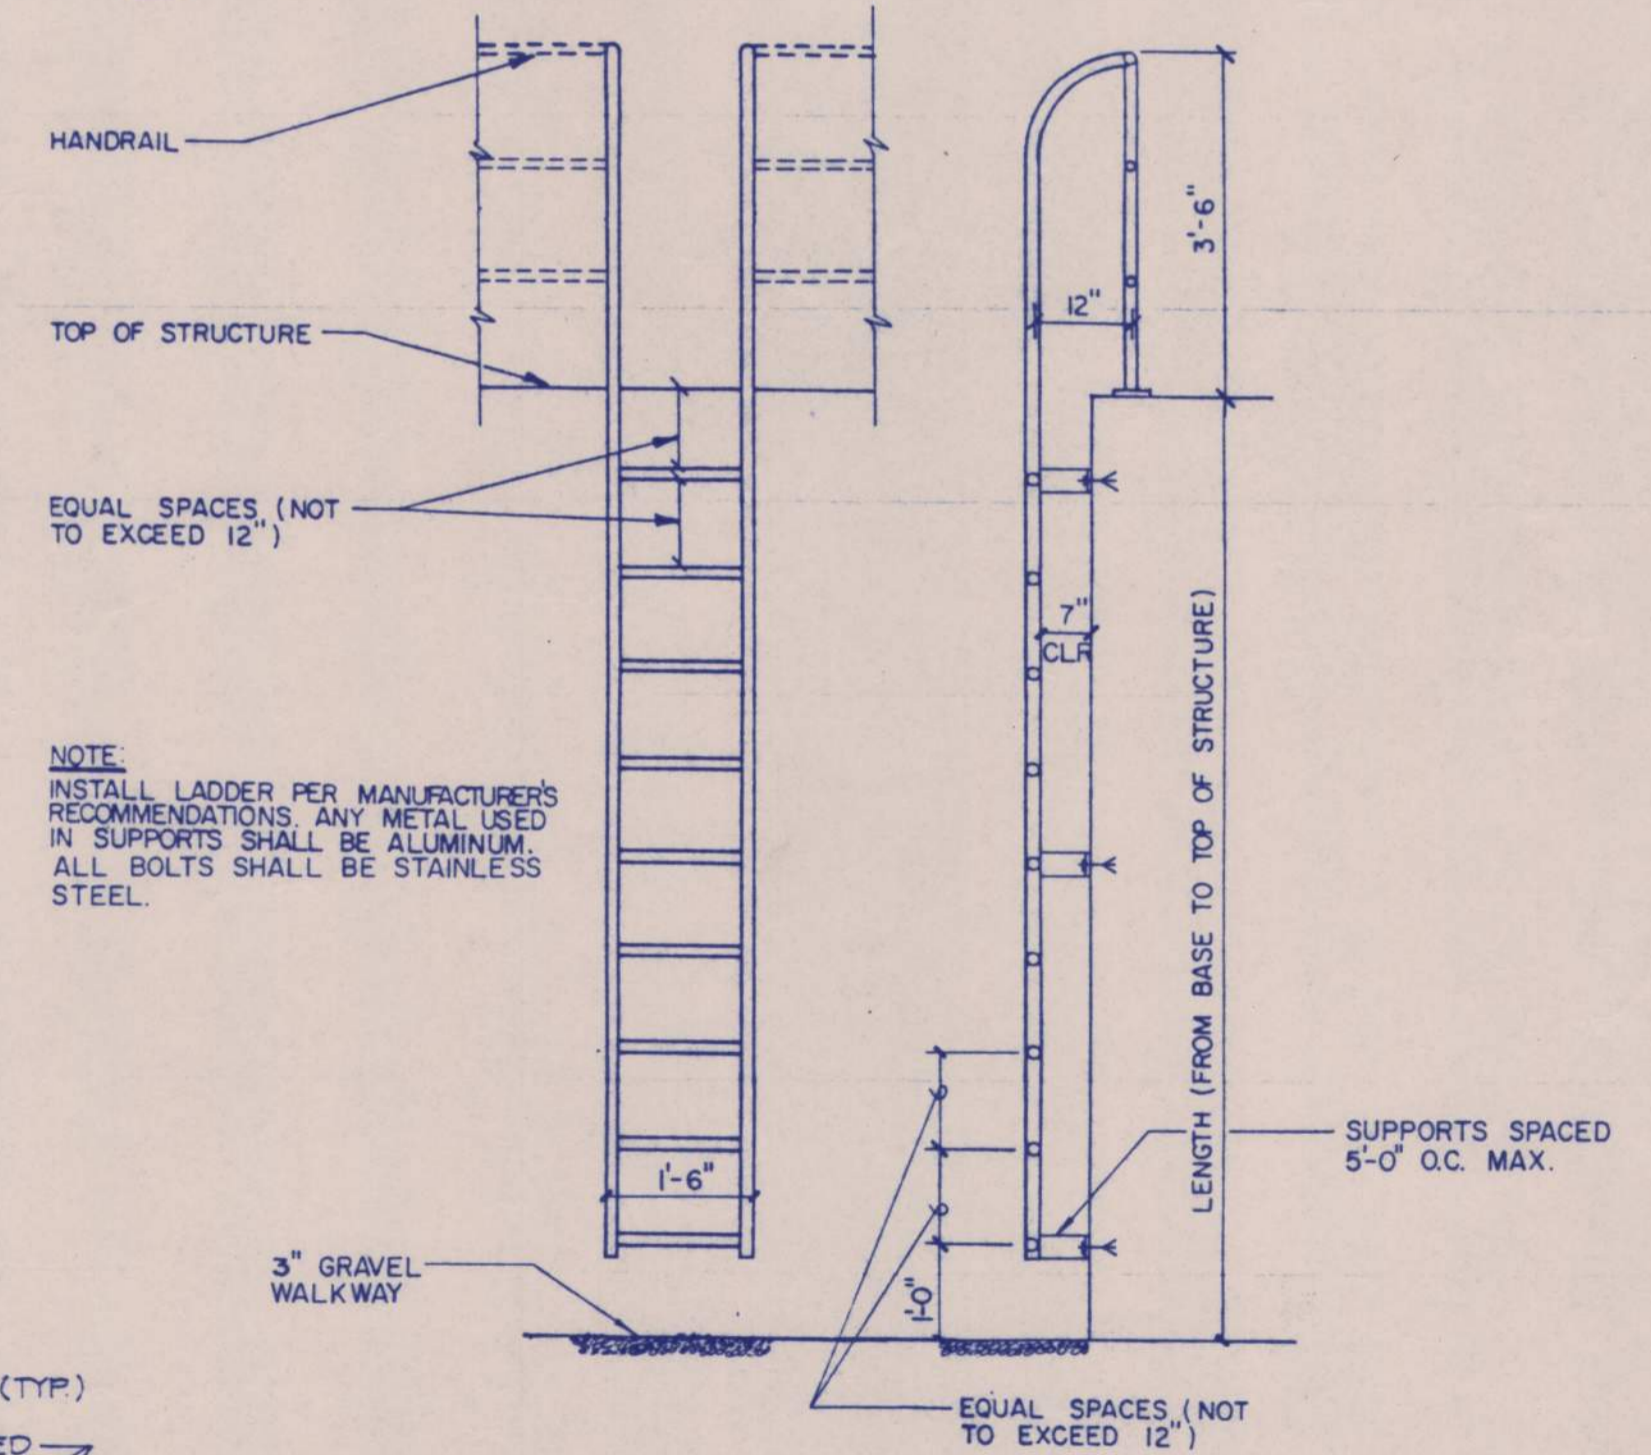 HANDRAIL
TOP OF STRUCTURE
EQUAL SPACES (NOT
TO EXCEED 12")
NOTE:
INSTALL LADDER PER MANUFACTURER'S
RECOMMENDATIONS. ANY METAL USED
IN SUPPORTS SHALL BE ALUMINUM.
ALL BOLTS SHALL BE STAINLESS
STEEL.
1'-6"
3" GRAVEL
WALKWAY
(TYP.)
3'-6"
12"
7"
CLR
LENGTH (FROM BASE TO TOP OF STRUCTURE)
SUPPORTS SPACED
5'-0" O.C. MAX.
1'-0"
EQUAL SPACES (NOT
TO EXCEED 12")